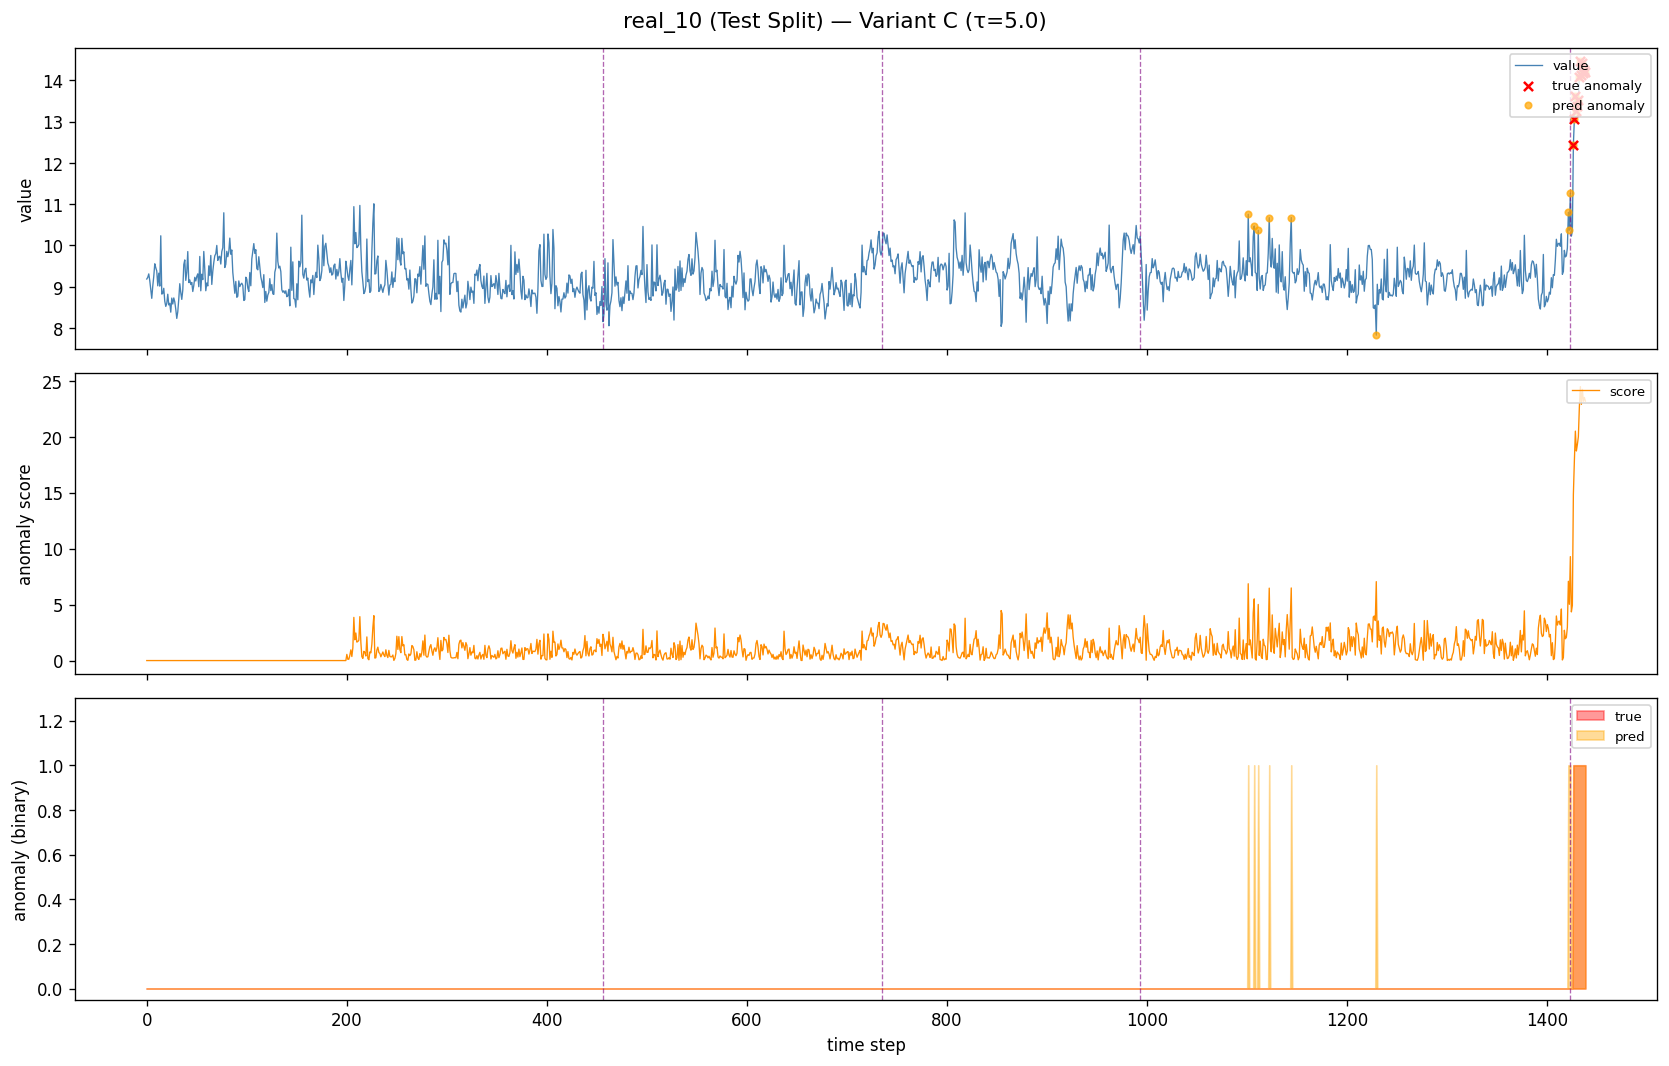 real_10 (Test Split) — Variant C (τ=5.0)
value
14
13
12
11
10
9
8
value
true anomaly
pred anomaly
anomaly score
25
20
15
10
5
0
score
anomaly (binary)
1.2
1.0
0.8
0.6
0.4
0.2
0.0
true
pred
0 200 400 600 800 1000 1200 1400
time step